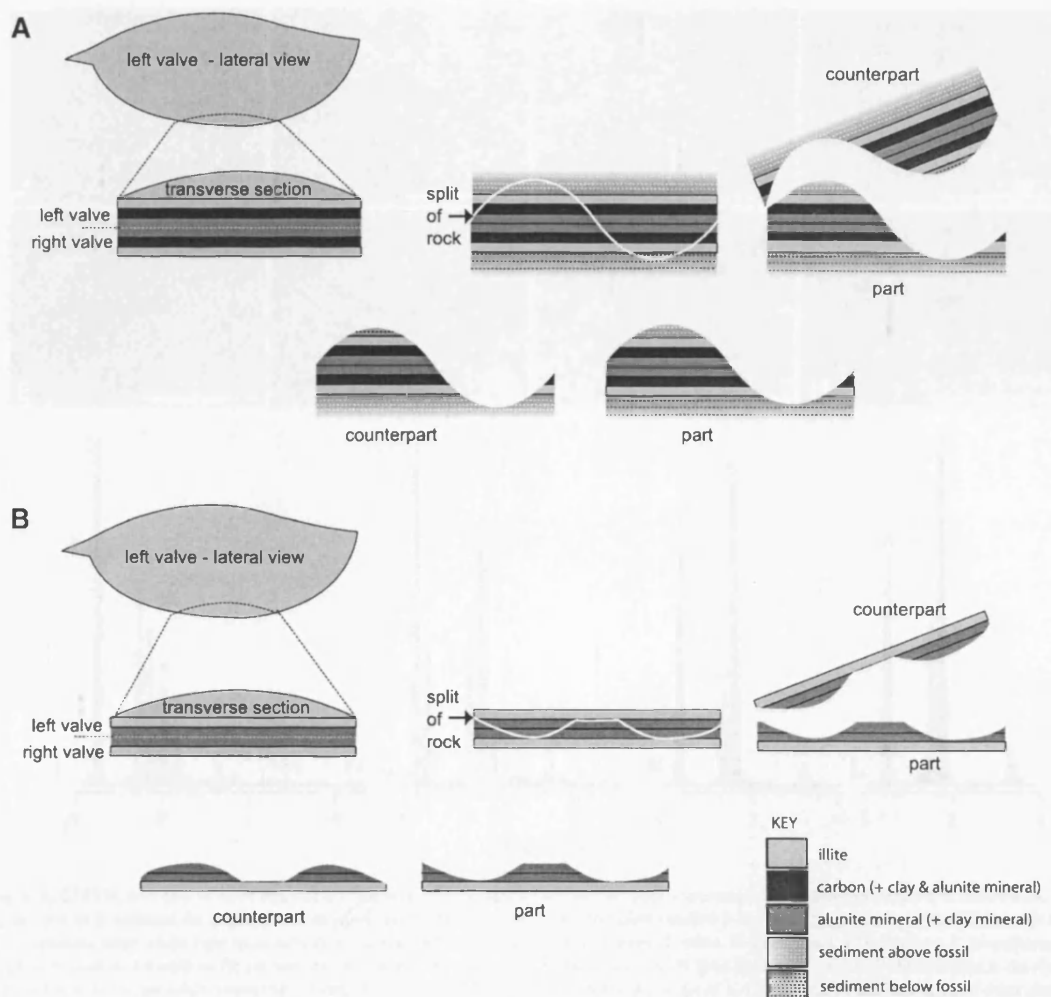 A
left valve - lateral view
transverse section
left valve
right valve
split
of
rock
counterpart
part
counterpart
part
B
left valve - lateral view
transverse section
left valve
right valve
split
of
rock
counterpart
part
counterpart
part
KEY
illite
carbon (+ clay & alunite mineral)
alunite mineral (+ clay mineral)
sediment above fossil
sediment below fossil